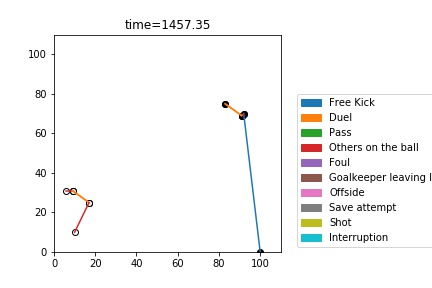 time=1457.35
100
80
60
40
20
0
0
20
40
60
80
100
Free Kick
Duel
Pass
Others on the ball
Foul
Goalkeeper leaving l
Offside
Save attempt
Shot
Interruption